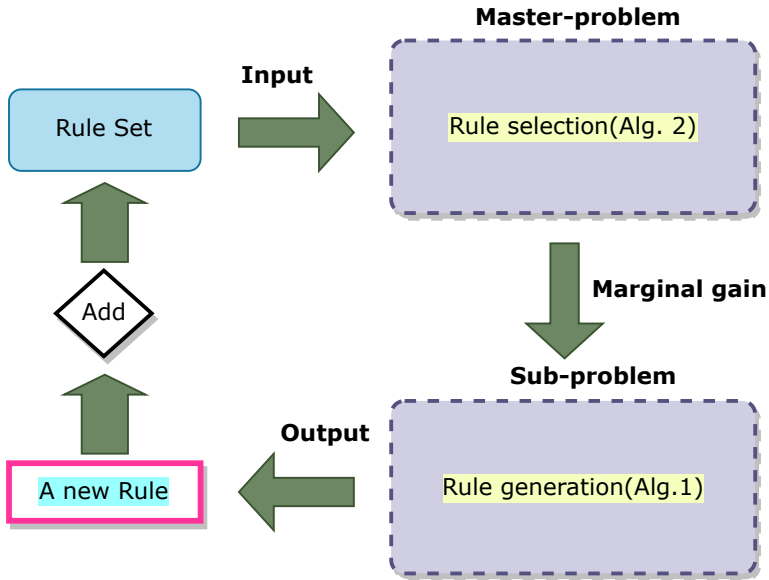 Master-problem
Input
Rule Set
Rule selection(Alg. 2)
Marginal gain
Add
Sub-problem
Output
A new Rule
Rule generation(Alg.1)